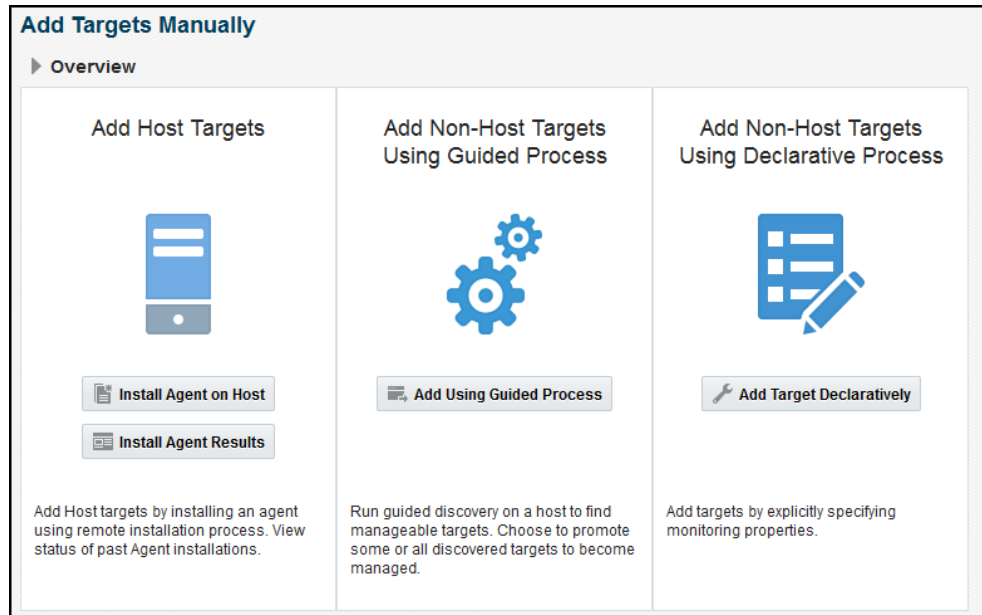 Add Targets Manually
Overview
Add Host Targets
Install Agent on Host
Install Agent Results
Add Host targets by installing an agent
using remote installation process. View
status of past Agent installations.
Add Non-Host Targets
Using Guided Process
Add Using Guided Process
Run guided discovery on a host to find
manageable targets. Choose to promote
some or all discovered targets to become
managed.
Add Non-Host Targets
Using Declarative Process
Add Target Declaratively
Add targets by explicitly specifying
monitoring properties.